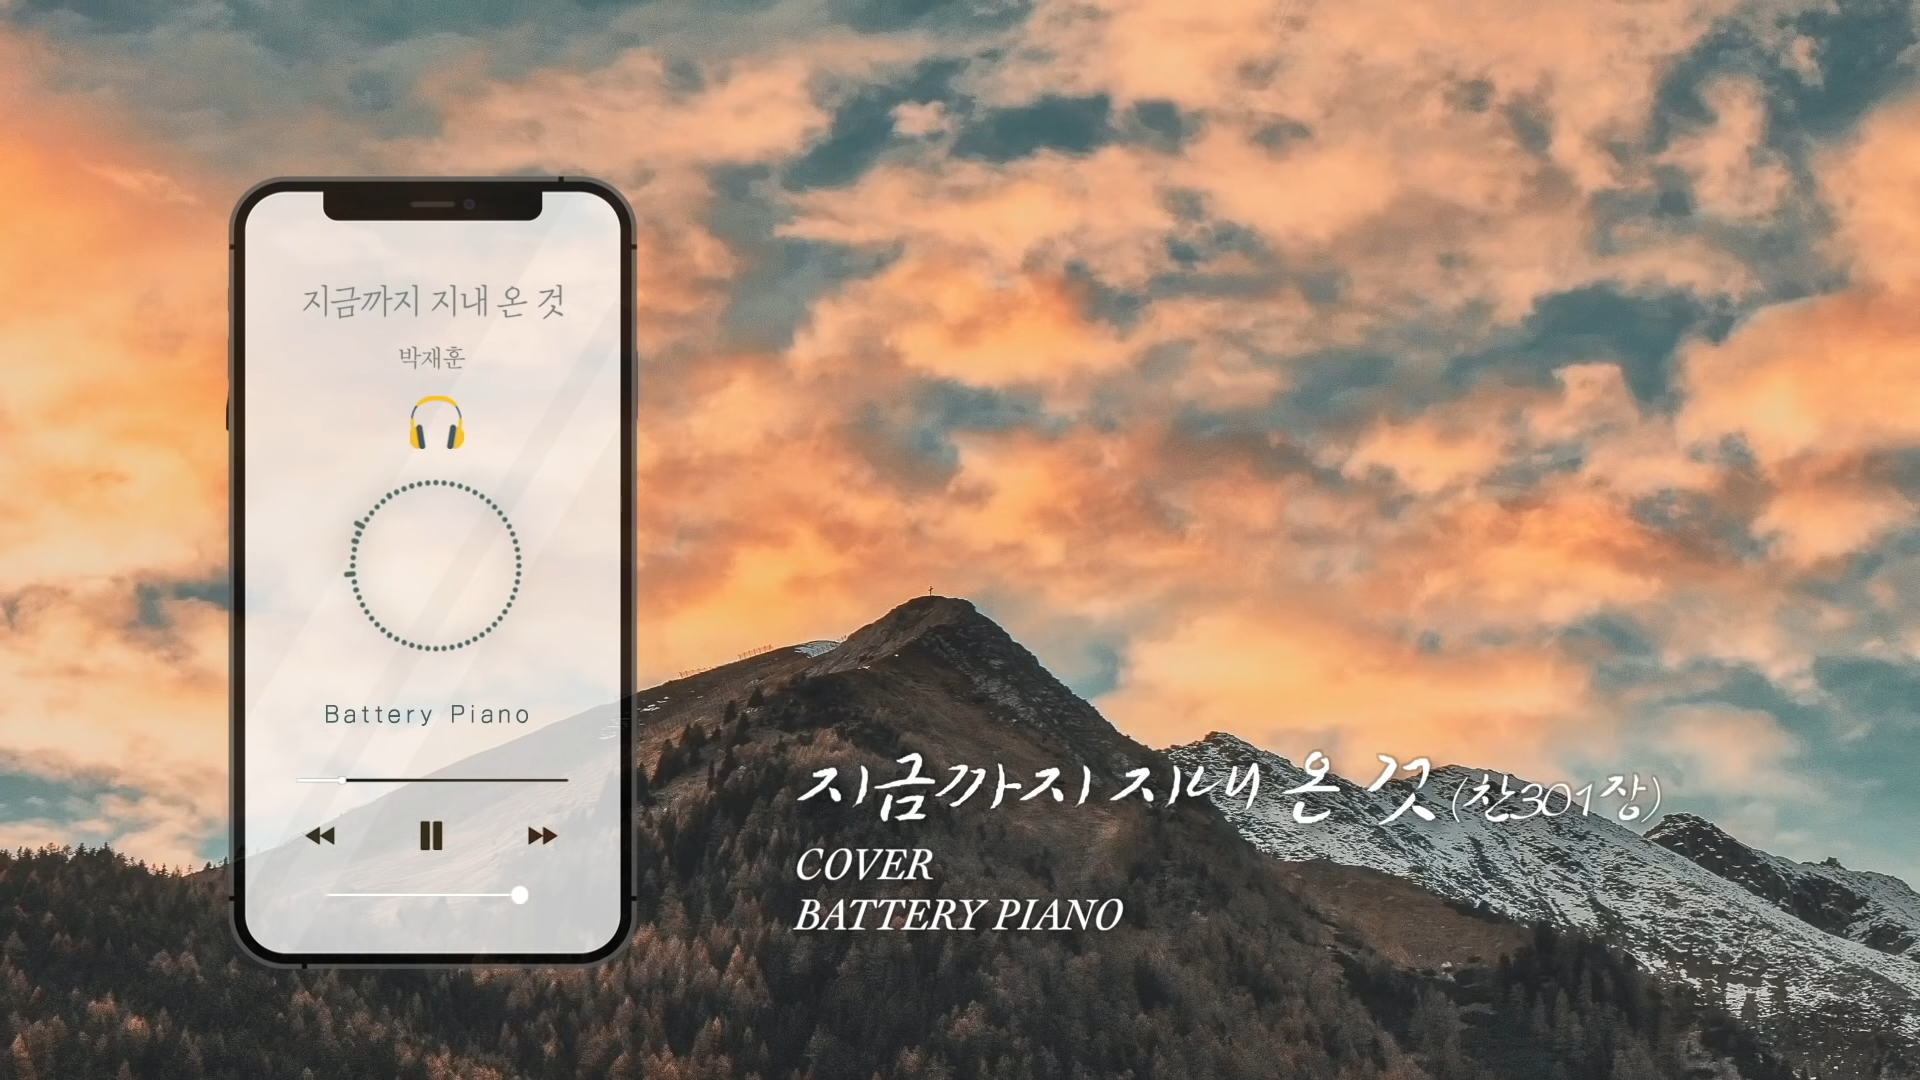 지금까지 지내 온 것
박재훈
Battery Piano
지금까지 지내 온 것 (찬301장)
COVER
BATTERY PIANO